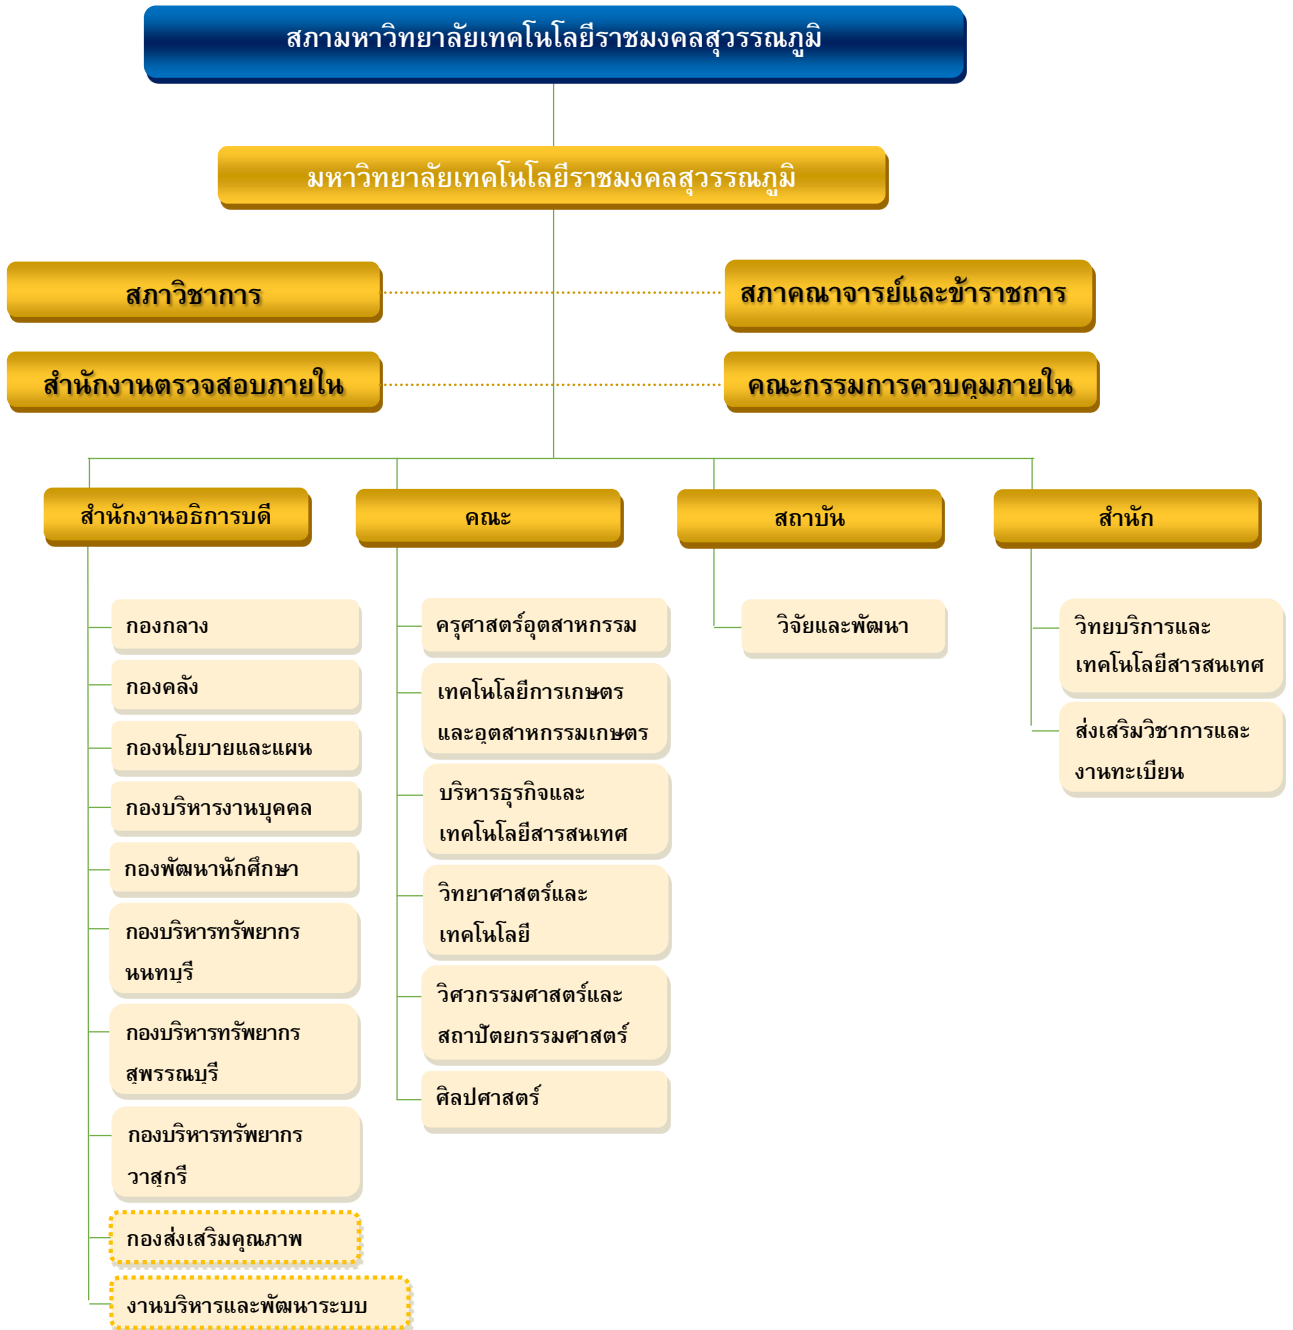 สภามหาวิทยาลัยเทคโนโลยีราชมงคลสุวรรณภูมิ
มหาวิทยาลัยเทคโนโลยีราชมงคลสุวรรณภูมิ
สภาวิชาการ
สภาคณาจารย์และข้าราชการ
สำนักงานตรวจสอบภายใน
คณะกรรมการควบคุมภายใน
สำนักงานอธิการบดี
กองกลาง
กองคลัง
กองนโยบายและแผน
กองบริหารงานบุคคล
กองพัฒนานักศึกษา
กองบริหารทรัพยากร
นนทบุรี
กองบริหารทรัพยากร
สุพรรณบุรี
กองบริหารทรัพยากร
วาสุกรี
กองส่งเสริมคุณภาพ
งานบริหารและพัฒนาระบบ
คณะ
ครุศาสตร์อุตสาหกรรม
เทคโนโลยีการเกษตร
และอุตสาหกรรมเกษตร
บริหารธุรกิจและ
เทคโนโลยีสารสนเทศ
วิทยาศาสตร์และ
เทคโนโลยี
วิศวกรรมศาสตร์และ
สถาปัตยกรรมศาสตร์
ศิลปศาสตร์
สถาบัน
วิจัยและพัฒนา
สำนัก
วิทยบริการและ
เทคโนโลยีสารสนเทศ
ส่งเสริมวิชาการและ
งานทะเบียน